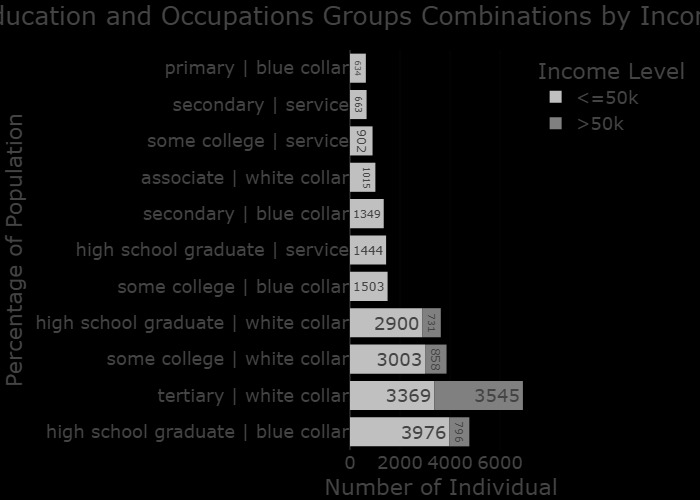 ducation and Occupations Groups Combinations by Incor
primary | blue collar 634
secondary | service 663
some college | service 902
associate | white collar 1015
secondary | blue collar 1349
high school graduate | service 1444
some college | blue collar 1503
high school graduate | white collar 2900 731
some college | white collar 3003 858
tertiary | white collar 3369 3545
high school graduate | blue collar 3976 796
0 2000 4000 6000
Number of Individual
Percentage of Population
Income Level
<=50k
>50k